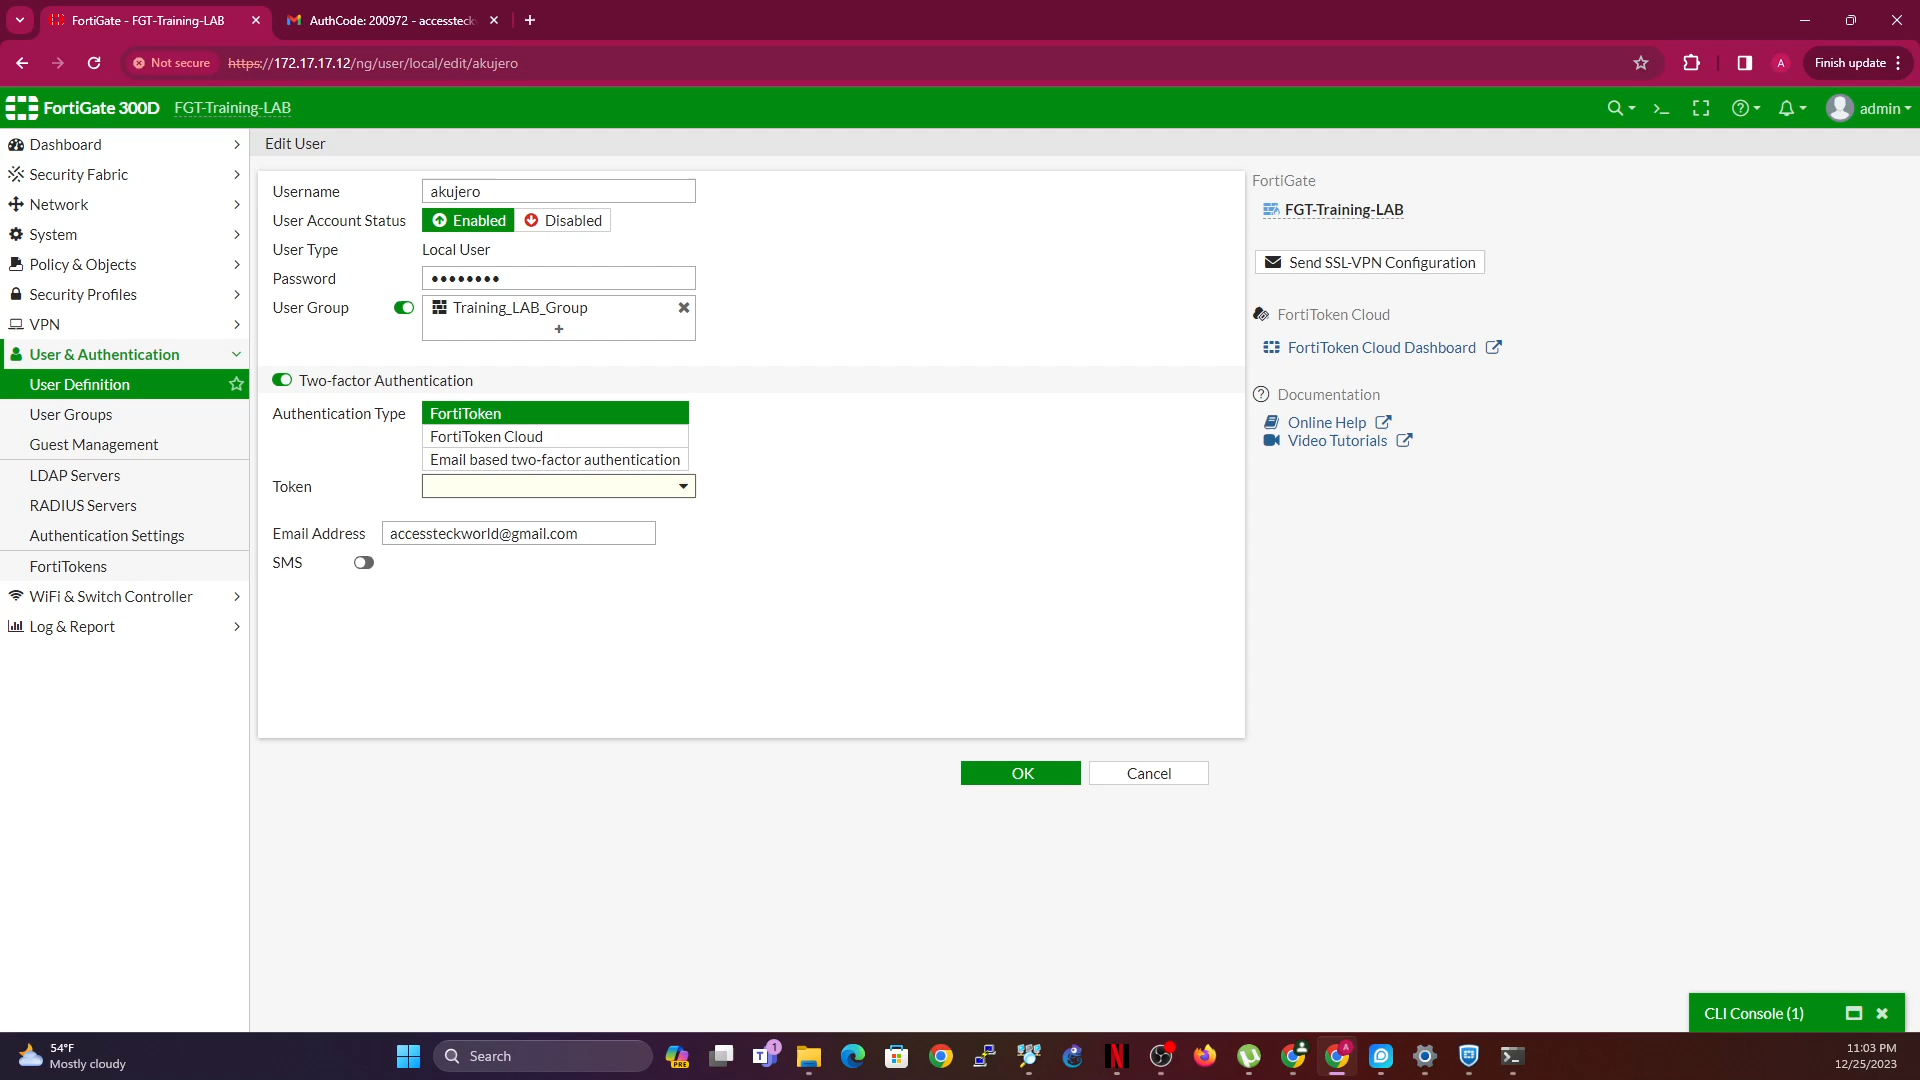 FortiGate - FGT-Training-LAB
AuthCode: 200972 - accessteck
Not secure
https://172.17.17.12/ng/user/local/edit/akujero
A
Finish update
FortiGate 300D
FGT-Training-LAB
admin
Dashboard
Security Fabric
Network
System
Policy & Objects
Security Profiles
VPN
User & Authentication
User Definition
User Groups
Guest Management
LDAP Servers
RADIUS Servers
Authentication Settings
FortiTokens
WiFi & Switch Controller
Log & Report
Edit User
Username
akujero
User Account Status
Enabled
Disabled
User Type
Local User
Password
••••••••
User Group
Training_LAB_Group
+
Two-factor Authentication
Authentication Type
FortiToken
FortiToken Cloud
Email based two-factor authentication
Token
Email Address
accessteckworld@gmail.com
SMS
OK
Cancel
FortiGate
FGT-Training-LAB
Send SSL-VPN Configuration
FortiToken Cloud
FortiToken Cloud Dashboard
Documentation
Online Help
Video Tutorials
CLI Console (1)
54°F
Mostly cloudy
Search
PRE
1
11:03 PM
12/25/2023